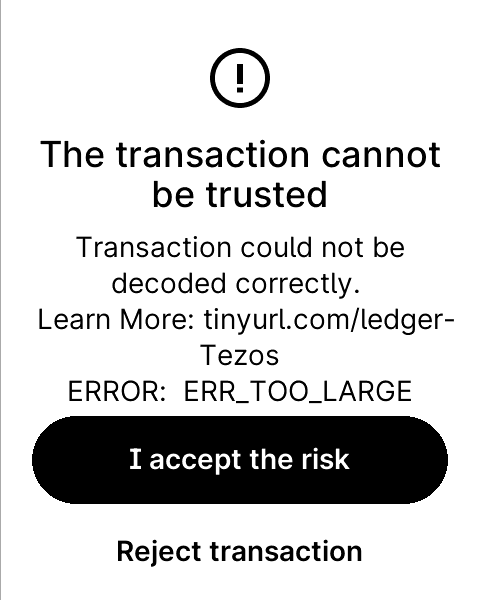 The transaction cannot
be trusted
Transaction could not be
decoded correctly.
Learn More: tinyurl.com/ledger-
Tezos
ERROR:  ERR_TOO_LARGE
I accept the risk
Reject transaction